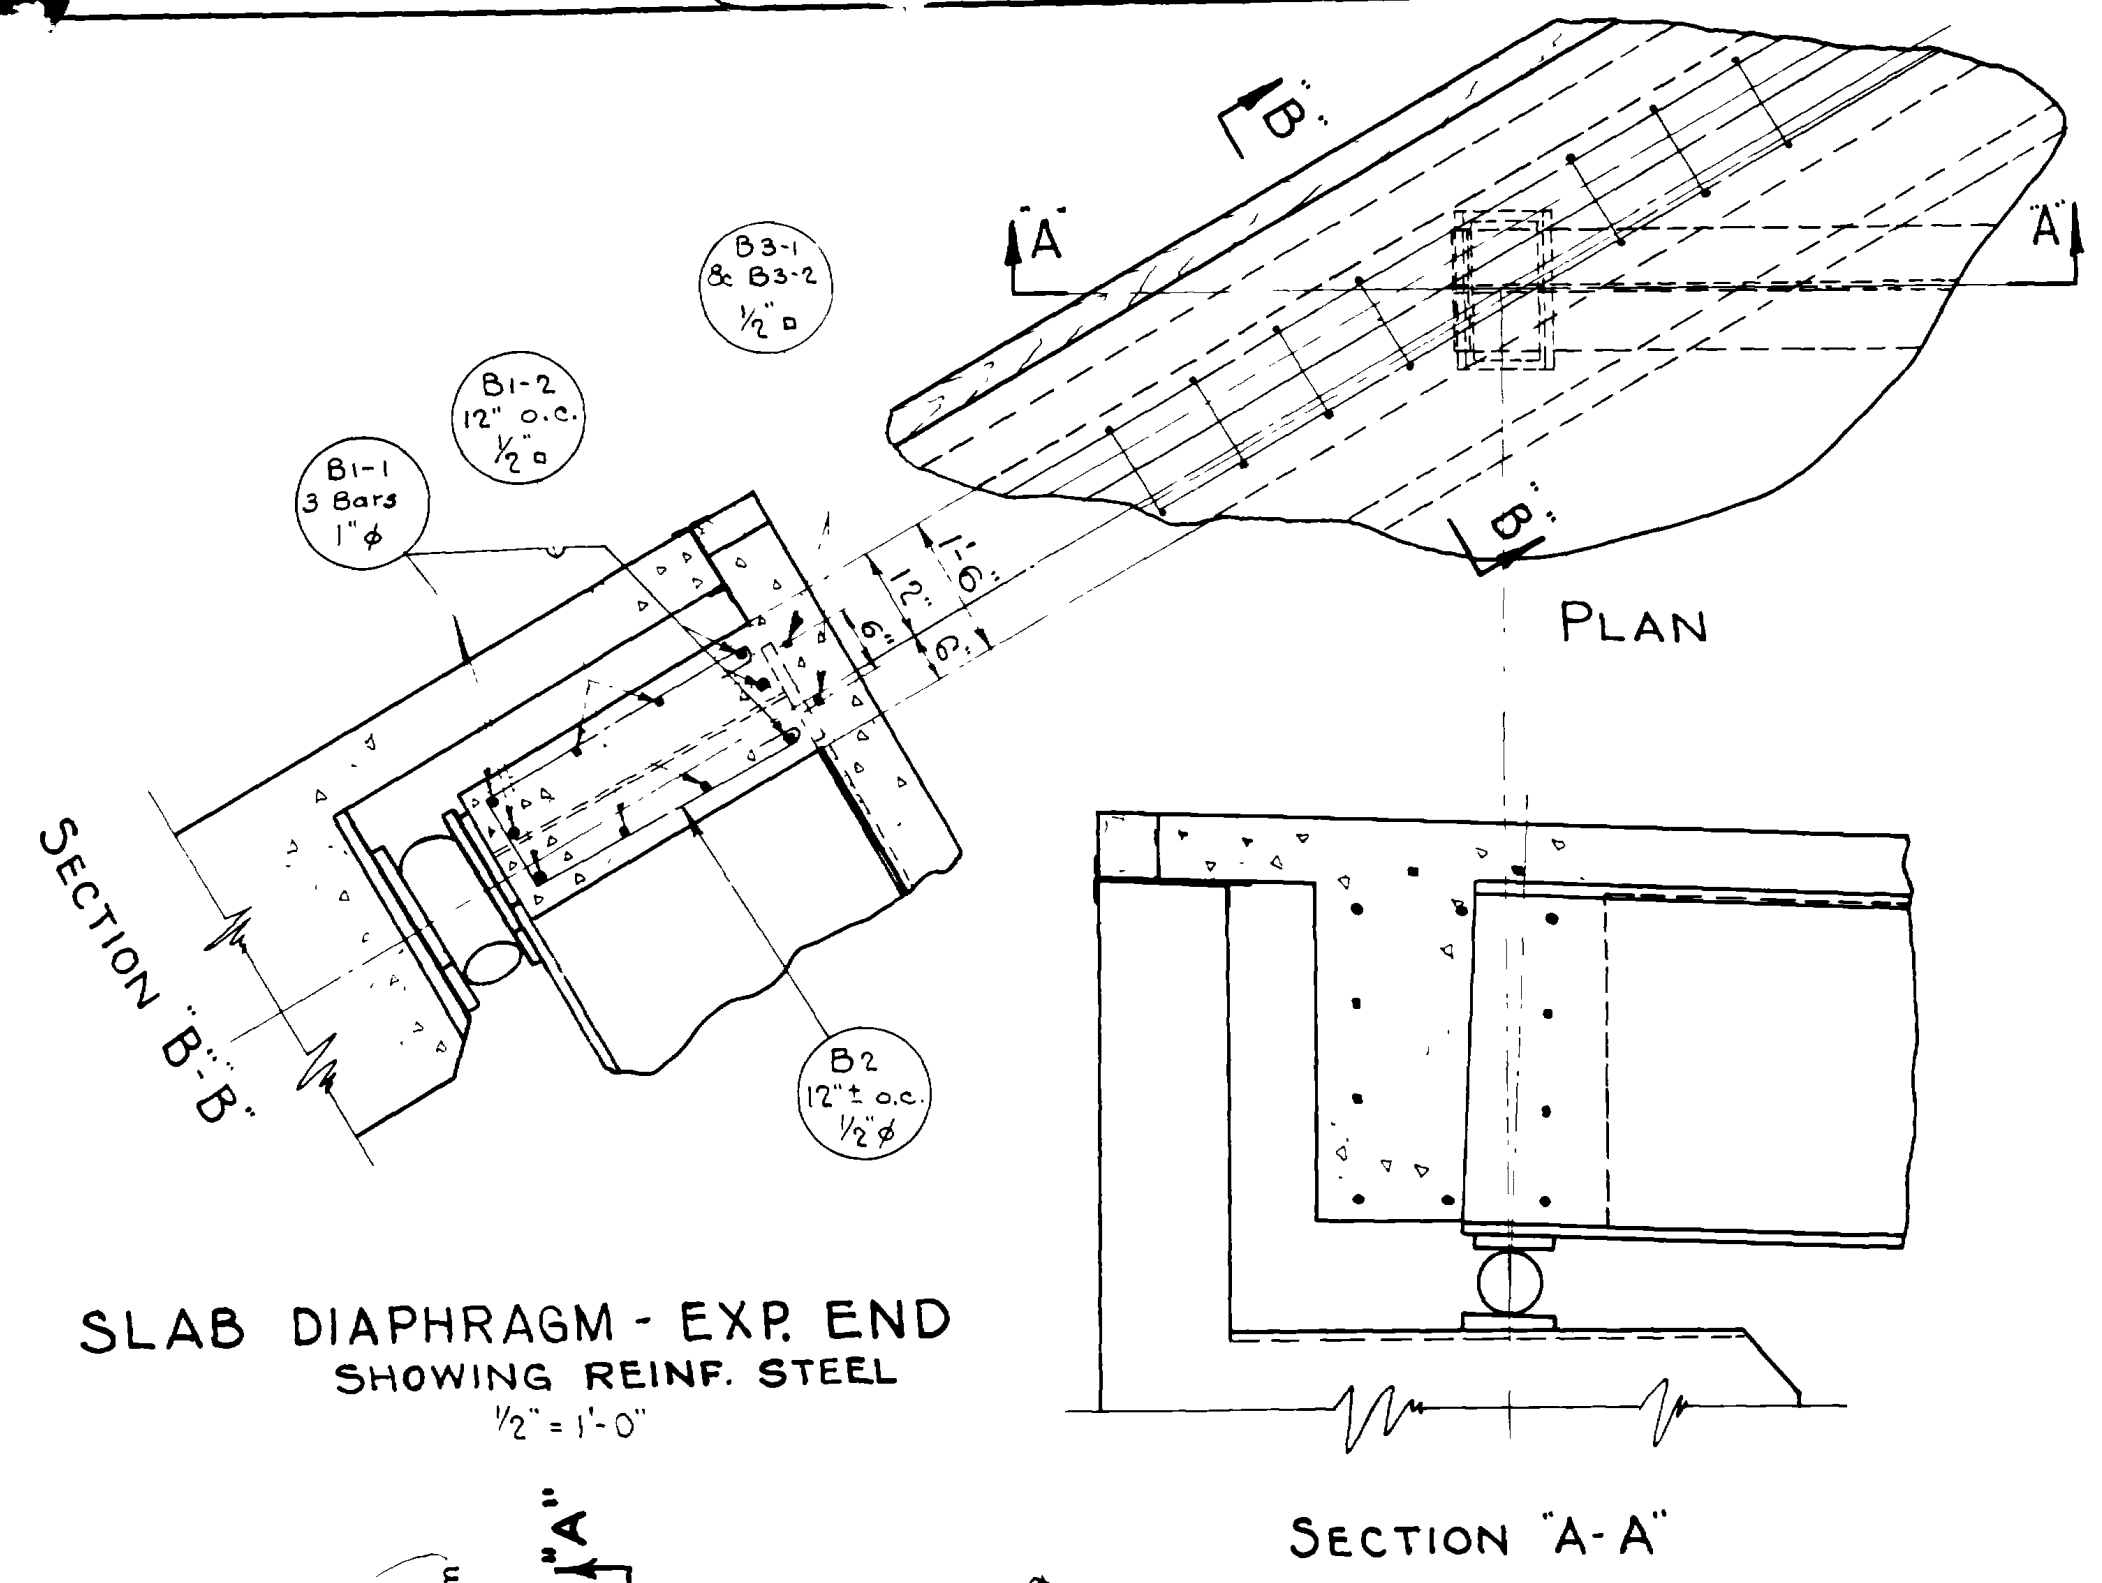 "B"
"A"
"A"
B3-1
& B3-2
1/2" □
B1-2
12" o.c.
1/2" □
B1-1
3 Bars
1" ⌀
1'-6"
12"
6"
6"
"B"
PLAN
SECTION "B"-"B"
B2
12" ± o.c.
1/2" ⌀
SLAB DIAPHRAGM - EXP. END
SHOWING REINF. STEEL
1/2" = 1'-0"
"A"
SECTION "A-A"